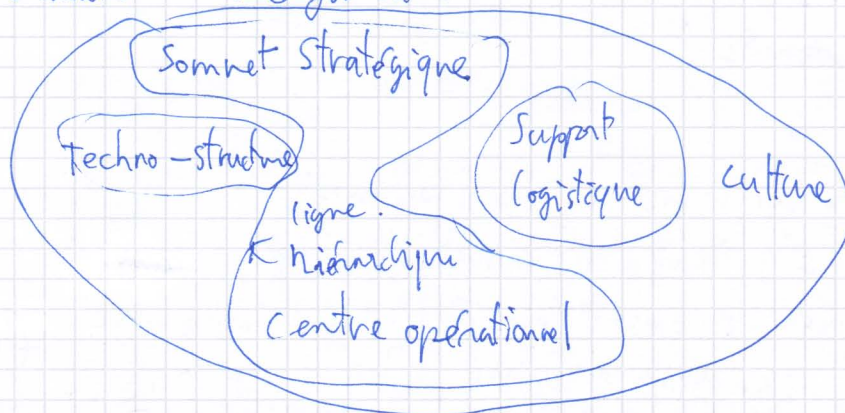 Sommet Stratégique
Techno-structure
Support
Logistique
culture
ligne.
hiérarchique
Centre opérationnel